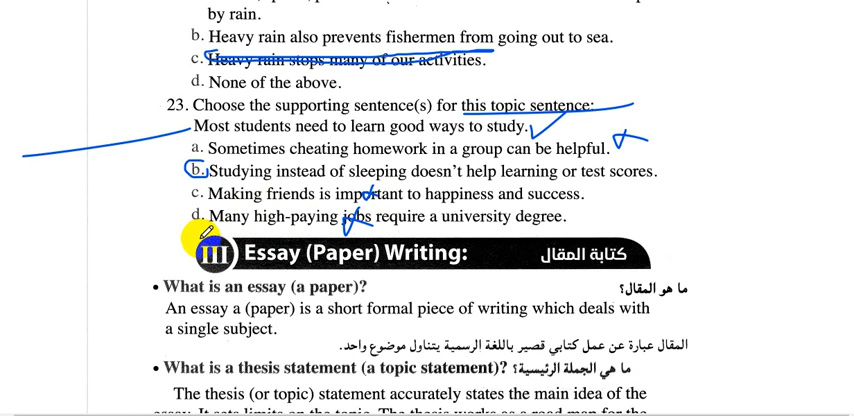 by rain.
b. Heavy rain also prevents fishermen from going out to sea.
c. Heavy rain stops many of our activities.
d. None of the above.
23. Choose the supporting sentence(s) for this topic sentence:
Most students need to learn good ways to study.
a. Sometimes cheating homework in a group can be helpful.
b. Studying instead of sleeping doesn't help learning or test scores.
c. Making friends is important to happiness and success.
d. Many high-paying jobs require a university degree.
III Essay (Paper) Writing: كتابة المقال
• What is an essay (a paper)? ما هو المقال؟
An essay a (paper) is a short formal piece of writing which deals with
a single subject.
المقال عبارة عن عمل كتابي قصير باللغة الرسمية يتناول موضوع واحد.
• What is a thesis statement (a topic statement)? ما هي الجملة الرئيسية؟
The thesis (or topic) statement accurately states the main idea of the